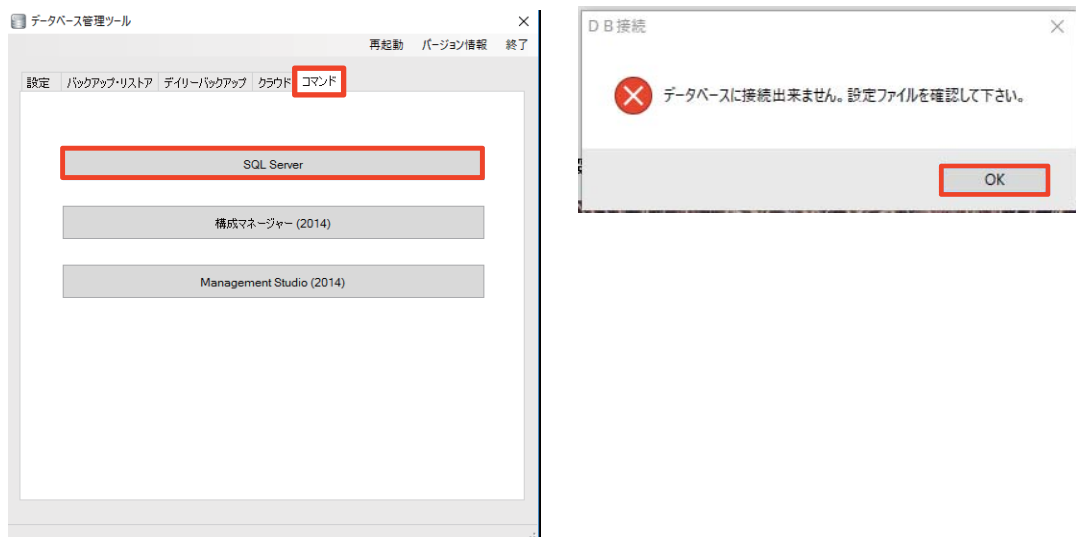 データベース管理ツール
再起動 バージョン情報 終了
設定 バックアップ・リストア デイリーバックアップ クラウド コマンド
SQL Server
構成マネージャー (2014)
Management Studio (2014)
ＤＢ接続
データベースに接続出来ません。設定ファイルを確認して下さい。
OK